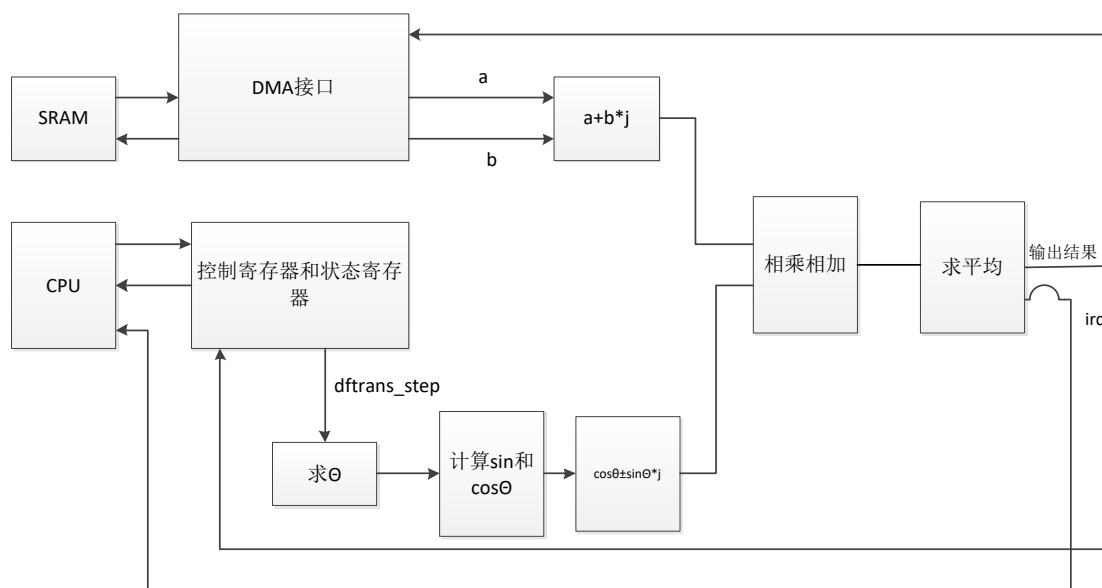 DMA接口
SRAM
a
b
a+b*j
CPU
控制寄存器和状态寄存
器
dftrans_step
求Θ
计算sin和
cosΘ
cosθ±sinΘ*j
相乘相加
求平均
输出结果
irq